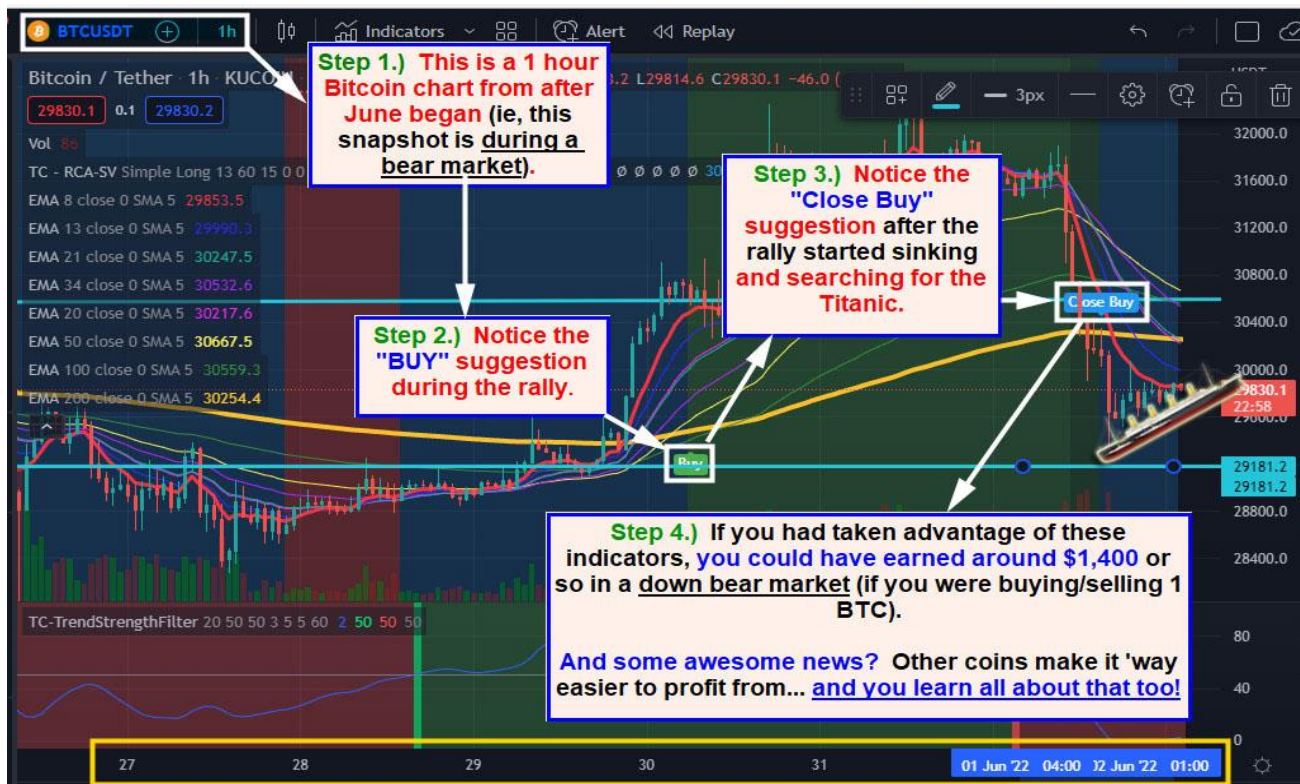 BTCUSDT 1h Indicators Alert Replay
Bitcoin / Tether 1h KUCOIN
.2 L29814.6 C29830.1 −46.0 (
3px
29830.1 0.1 29830.2
Vol 86
TC - RCA-SV Simple Long 13 60 15 0 0
Ø Ø Ø Ø Ø 30
EMA 8 close 0 SMA 5 29853.5
EMA 13 close 0 SMA 5 29990.3
EMA 21 close 0 SMA 5 30247.5
EMA 34 close 0 SMA 5 30532.6
EMA 20 close 0 SMA 5 30217.6
EMA 50 close 0 SMA 5 30667.5
EMA 100 close 0 SMA 5 30559.3
EMA 200 close 0 SMA 5 30254.4
Step 1.) This is a 1 hour
Bitcoin chart from after
June began (ie, this
snapshot is during a
bear market).
Step 2.) Notice the
"BUY" suggestion
during the rally.
Buy
Step 3.) Notice the
"Close Buy"
suggestion after the
rally started sinking
and searching for the
Titanic.
Close Buy
Step 4.) If you had taken advantage of these
indicators, you could have earned around $1,400 or
so in a down bear market (if you were buying/selling 1
BTC).
And some awesome news? Other coins make it 'way
easier to profit from... and you learn all about that too!
32000.0
31600.0
31200.0
30800.0
30400.0
30000.0
29830.1
22:58
29600.0
29181.2
29181.2
28800.0
28400.0
TC-TrendStrengthFilter 20 50 50 3 5 5 60 2 50 50 50
80
40
0
27 28 29 30 31 01 Jun '22 04:00 02 Jun '22 01:00